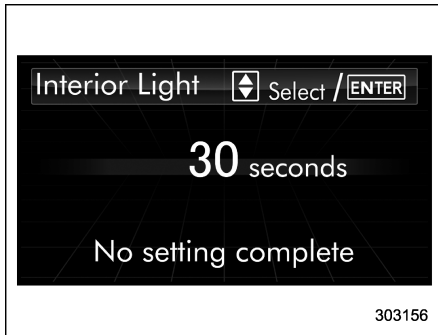 Interior Light Select / ENTER
30 seconds
No setting complete
303156